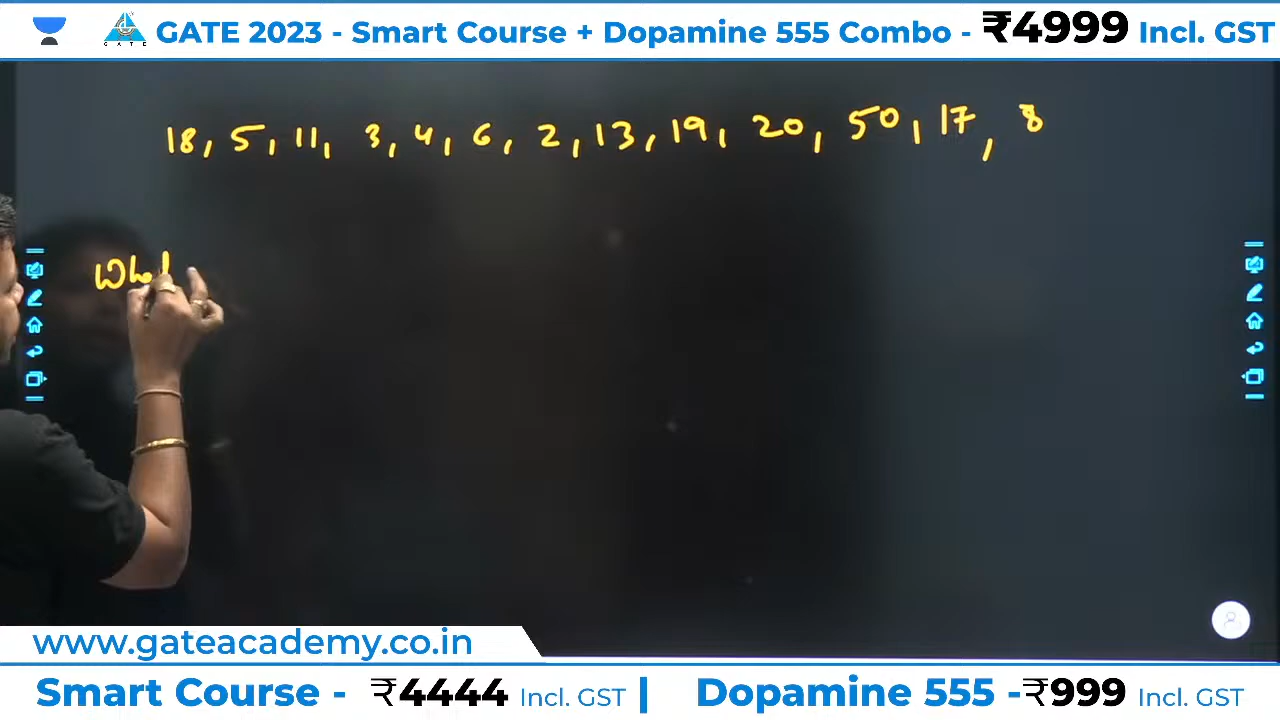 GATE GATE 2023 - Smart Course + Dopamine 555 Combo - ₹4999 Incl. GST
18, 5, 11, 3, 4, 6, 2, 13, 19, 20, 50, 17, 8
www.gateacademy.co.in
Smart Course - ₹4444 Incl. GST | Dopamine 555 -₹999 Incl. GST